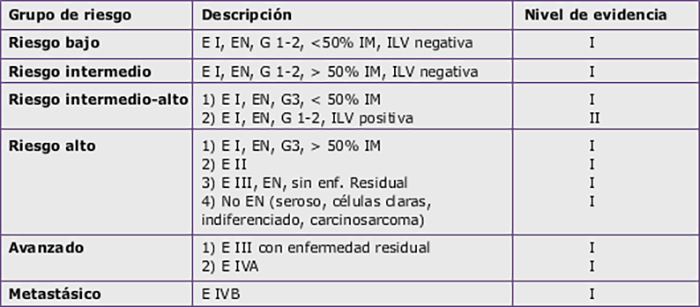 Grupo de riesgo Descripción Nivel de evidencia
Riesgo bajo E I, EN, G 1-2, <50% IM, ILV negativa I
Riesgo intermedio E I, EN, G 1-2, > 50% IM, ILV negativa I
Riesgo intermedio-alto 1) E I, EN, G3, < 50% IM I
2) E I, EN, G 1-2, ILV positiva II
Riesgo alto 1) E I, EN, G3, > 50% IM I
2) E II I
3) E III, EN, sin enf. Residual I
4) No EN (seroso, células claras, I
indiferenciado, carcinosarcoma)
Avanzado 1) E III con enfermedad residual I
2) E IVA I
Metastásico E IVB I